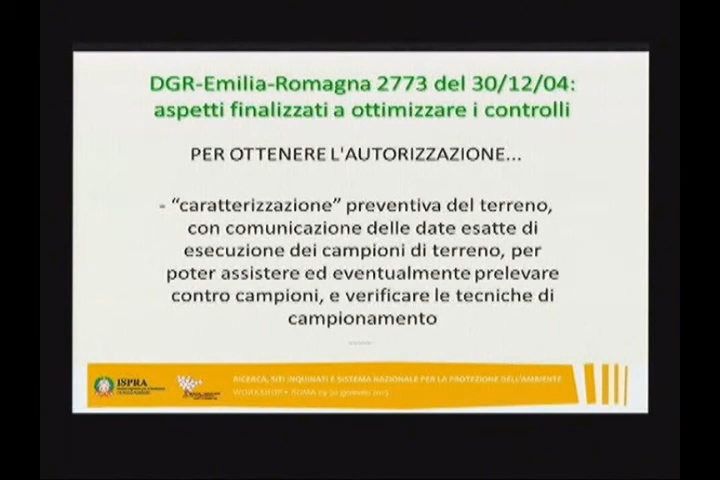 DGR-Emilia-Romagna 2773 del 30/12/04:
aspetti finalizzati a ottimizzare i controlli
PER OTTENERE L'AUTORIZZAZIONE...
- "caratterizzazione" preventiva del terreno,
con comunicazione delle date esatte di
esecuzione dei campioni di terreno, per
poter assistere ed eventualmente prelevare
contro campioni, e verificare le tecniche di
campionamento
ISPRA
RICERCA, SITI INQUINATI E SISTEMA NAZIONALE PER LA PROTEZIONE DELL'AMBIENTE
WORKSHOP • ROMA